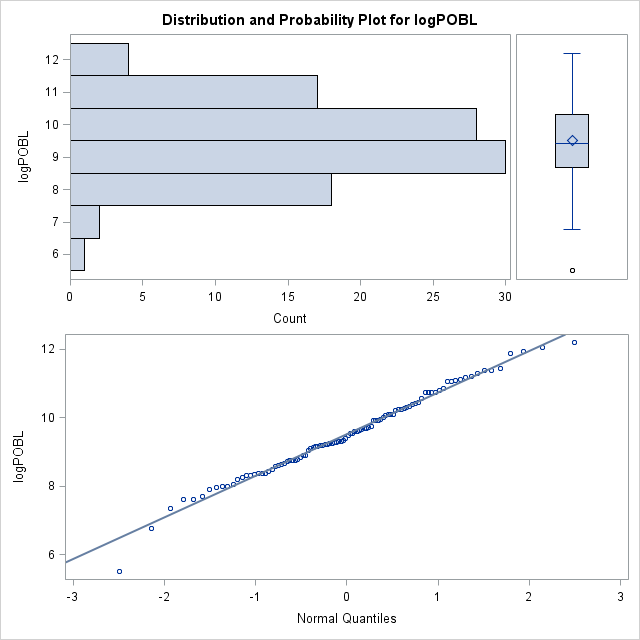 Distribution and Probability Plot for logPOBL
logPOBL
12
11
10
9
8
7
6
0 5 10 15 20 25 30
Count
logPOBL
12
10
8
6
-3 -2 -1 0 1 2 3
Normal Quantiles